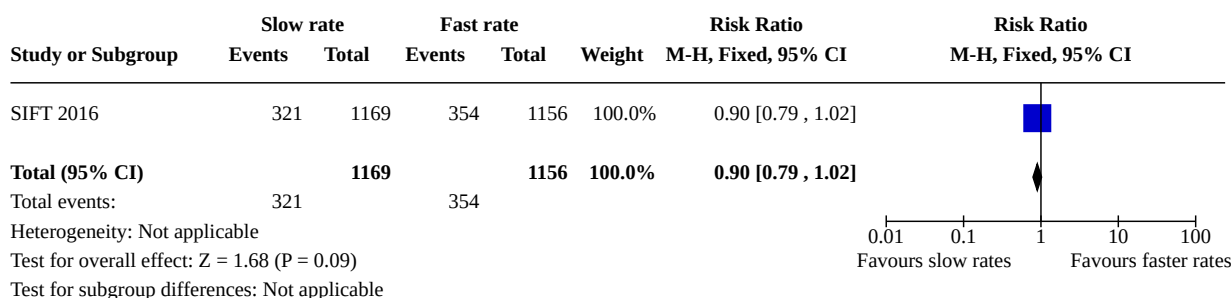 Slow rate Fast rate Risk Ratio Risk Ratio
Study or Subgroup Events Total Events Total Weight M-H, Fixed, 95% CI M-H, Fixed, 95% CI
SIFT 2016 321 1169 354 1156 100.0% 0.90 [0.79 , 1.02]
Total (95% CI) 1169 1156 100.0% 0.90 [0.79 , 1.02]
Total events: 321 354
Heterogeneity: Not applicable
0.01 0.1 1 10 100
Test for overall effect: Z = 1.68 (P = 0.09) Favours slow rates Favours faster rates
Test for subgroup differences: Not applicable